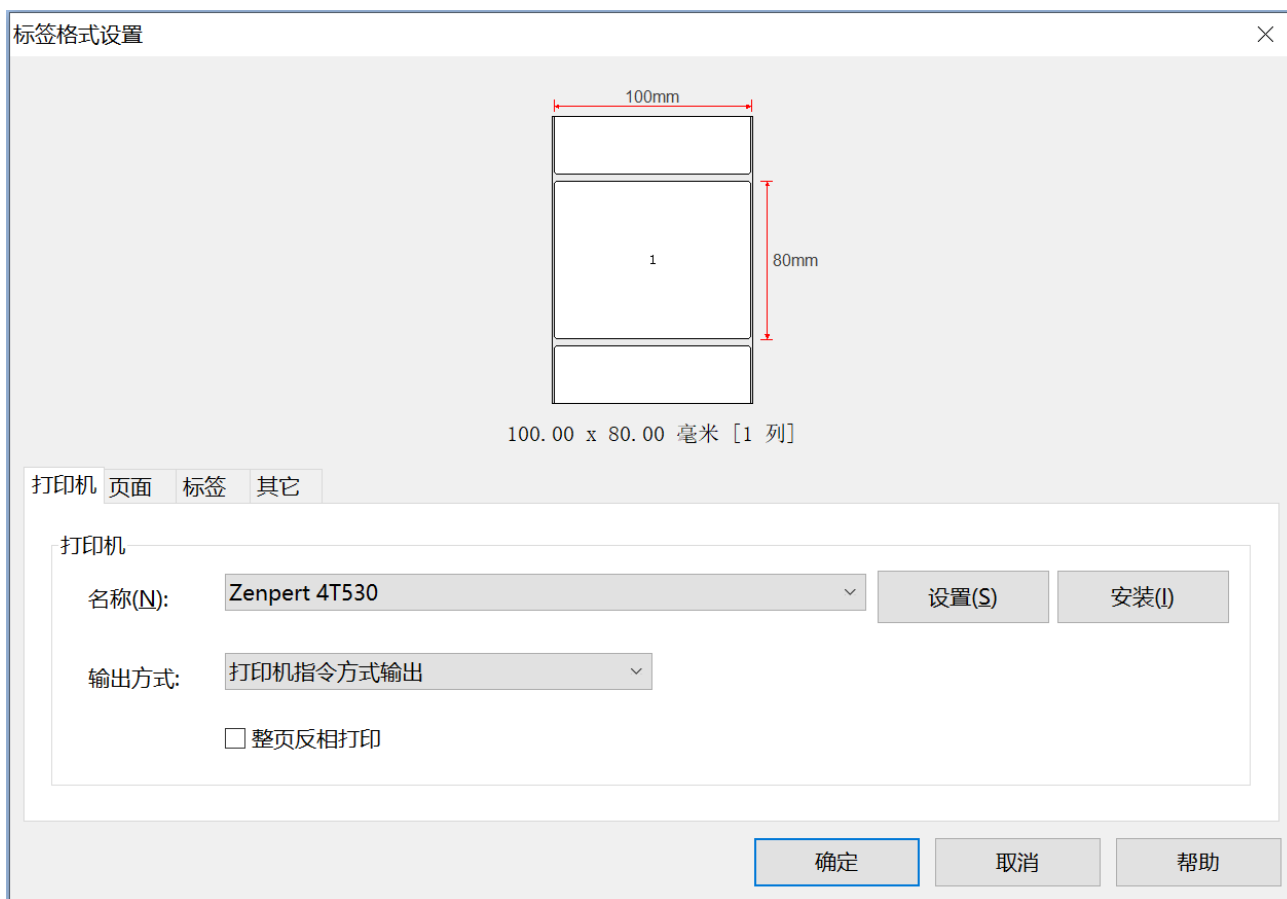 标签格式设置
100mm
1
80mm
100.00 x 80.00 毫米 [1 列]
打印机 页面 标签 其它
打印机
名称(N): Zenpert 4T530 设置(S) 安装(I)
输出方式: 打印机指令方式输出
整页反相打印
确定 取消 帮助